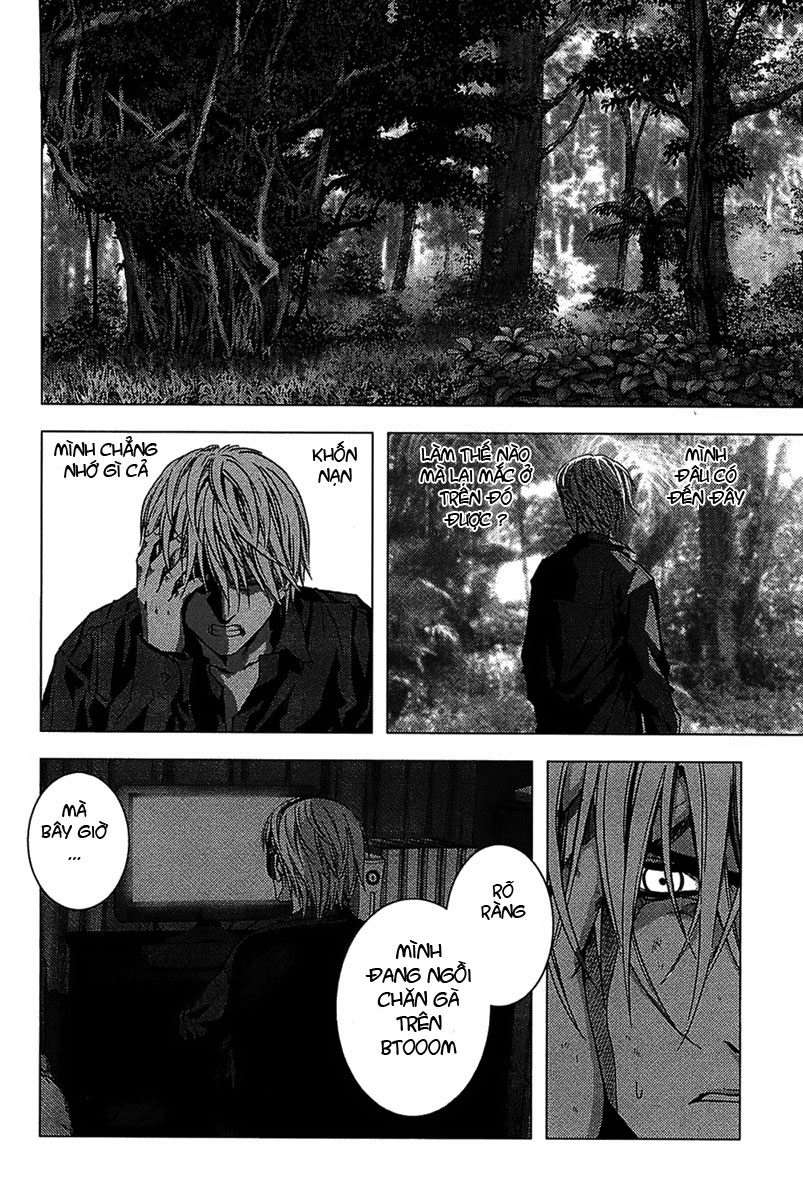 MÌNH
ĐÂU CÓ
ĐẾN ĐÂY
LÀM THẾ NÀO
MÀ LẠI MẮC Ở
TRÊN ĐÓ
ĐƯỢC ?
KHỐN
NẠN
MÌNH CHẲNG
NHỚ GÌ CẢ
RÕ
RÀNG
MÌNH
ĐANG NGỒI
CHĂN GÀ
TRÊN
BTOOOM
MÀ
BÂY GIỜ
...